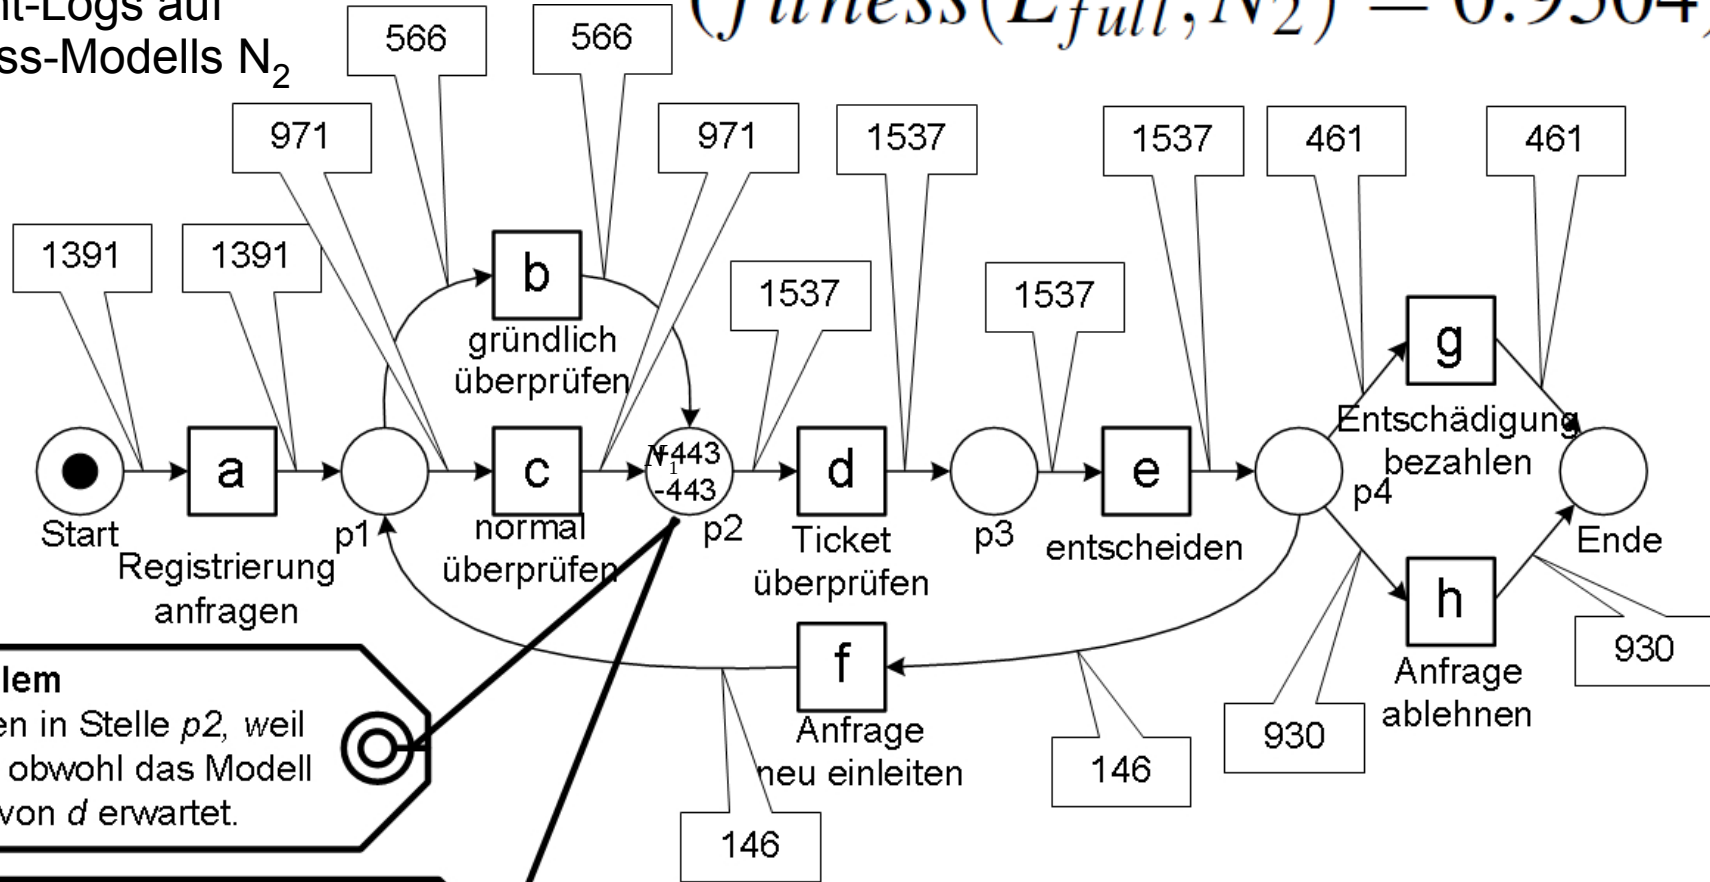 nt-Logs auf
ss-Modells N2
(fitness(Lfull, N2) = 0.9504)
566
566
971
971
1537
1537
461
461
1391
1391
1537
1537
b
gründlich
überprüfen
g
Entschädigung
bezahlen
a
c
N1
+443
-443
d
e
Start
p1
p2
p3
p4
Ende
Registrierung
anfragen
normal
überprüfen
Ticket
überprüfen
entscheiden
h
Anfrage
ablehnen
f
Anfrage
neu einleiten
930
930
146
146
lem
en in Stelle p2, weil
obwohl das Modell
von d erwartet.